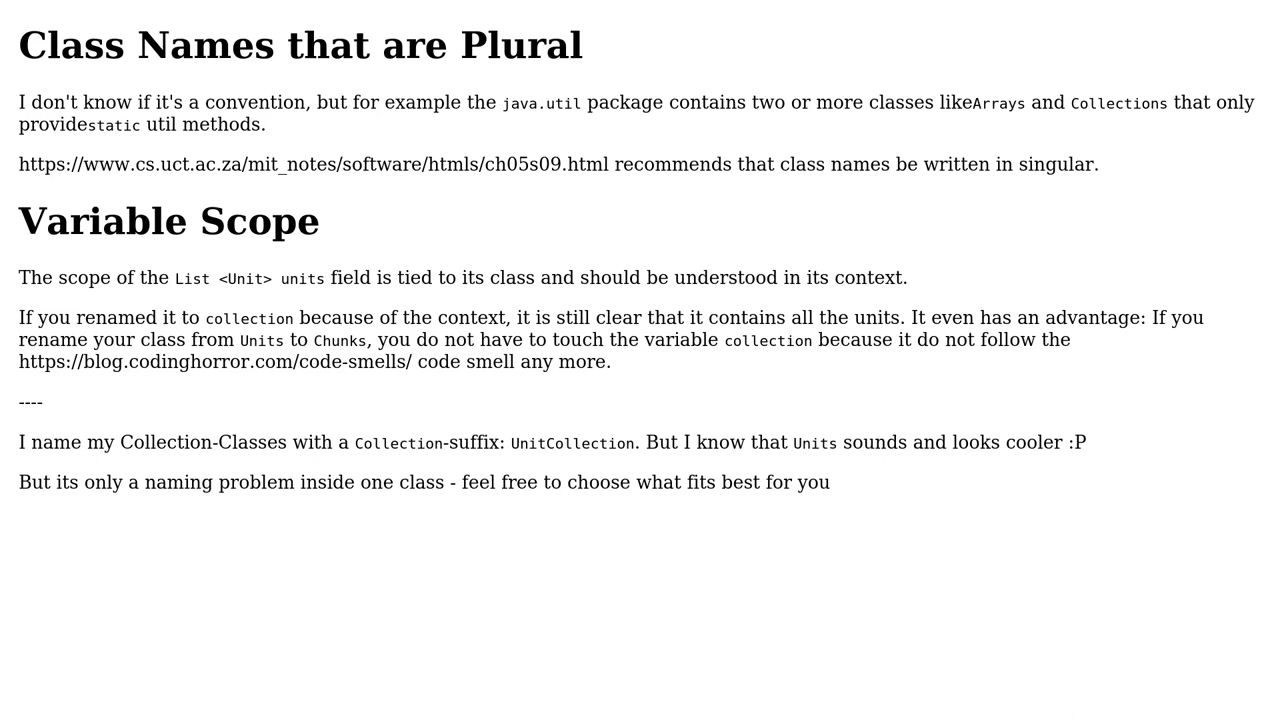 Class Names that are Plural
I don't know if it's a convention, but for example the java.util package contains two or more classes likeArrays and Collections that only
providestatic util methods.
https://www.cs.uct.ac.za/mit_notes/software/htmls/ch05s09.html recommends that class names be written in singular.
Variable Scope
The scope of the List <Unit> units field is tied to its class and should be understood in its context.
If you renamed it to collection because of the context, it is still clear that it contains all the units. It even has an advantage: If you
rename your class from Units to Chunks, you do not have to touch the variable collection because it do not follow the
https://blog.codinghorror.com/code-smells/ code smell any more.
----
I name my Collection-Classes with a Collection-suffix: UnitCollection. But I know that Units sounds and looks cooler :P
But its only a naming problem inside one class - feel free to choose what fits best for you